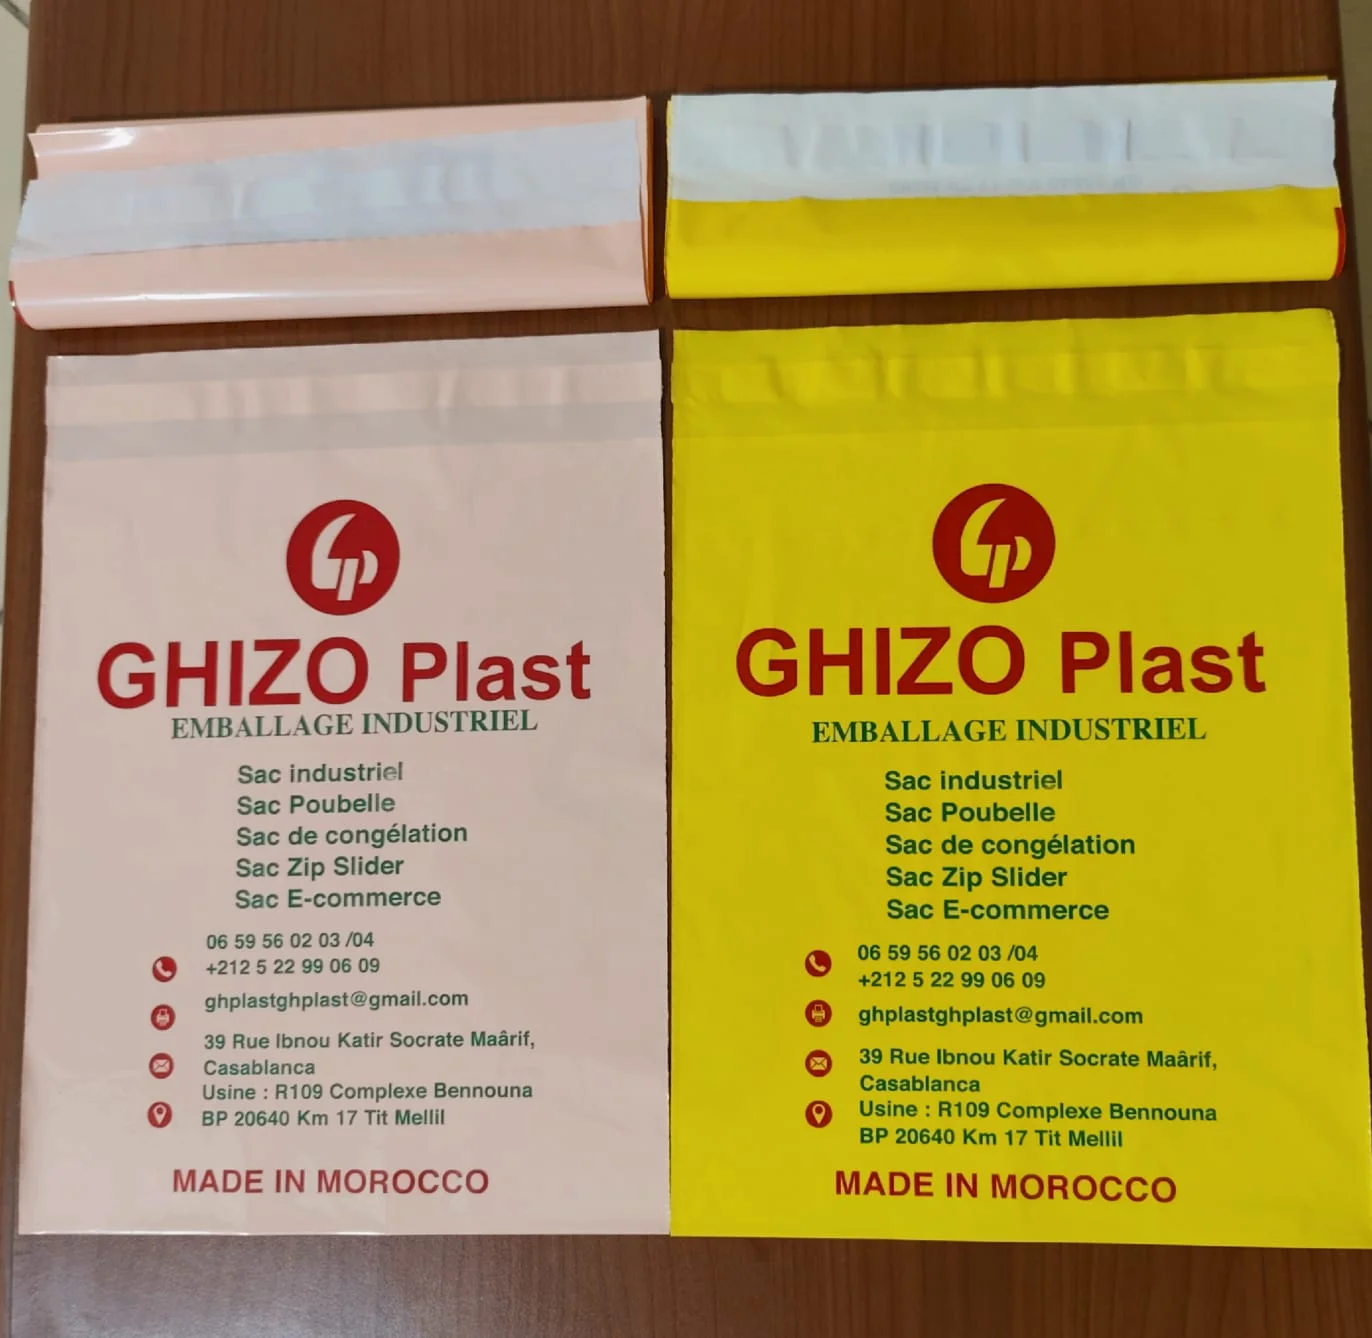 GHIZO Plast
EMBALLAGE INDUSTRIEL
Sac industriel
Sac Poubelle
Sac de congélation
Sac Zip Slider
Sac E-commerce
06 59 56 02 03 /04
+212 5 22 99 06 09
ghplastghplast@gmail.com
39 Rue Ibnou Katir Socrate Maârif,
Casablanca
Usine : R109 Complexe Bennouna
BP 20640 Km 17 Tit Mellil
MADE IN MOROCCO
GHIZO Plast
EMBALLAGE INDUSTRIEL
Sac industriel
Sac Poubelle
Sac de congélation
Sac Zip Slider
Sac E-commerce
06 59 56 02 03 /04
+212 5 22 99 06 09
ghplastghplast@gmail.com
39 Rue Ibnou Katir Socrate Maârif,
Casablanca
Usine : R109 Complexe Bennouna
BP 20640 Km 17 Tit Mellil
MADE IN MOROCCO